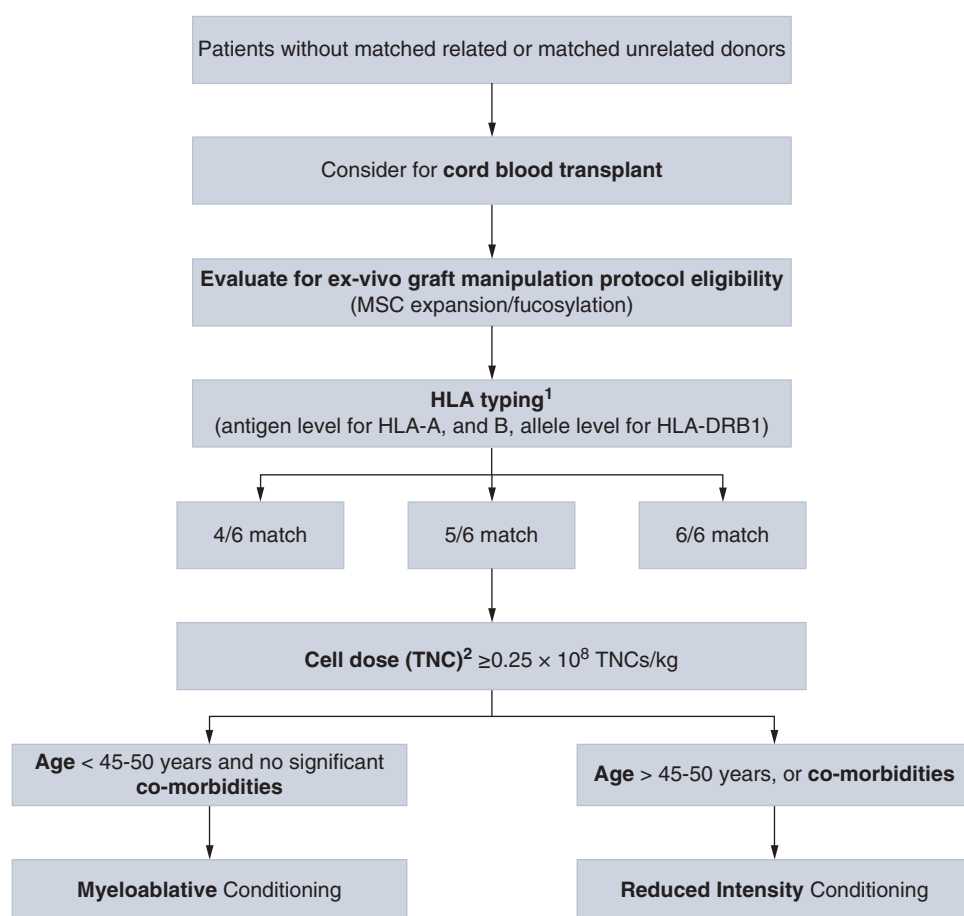 Patients without matched related or matched unrelated donors
Consider for cord blood transplant
Evaluate for ex-vivo graft manipulation protocol eligibility
(MSC expansion/fucosylation)
HLA typing¹
(antigen level for HLA-A, and B, allele level for HLA-DRB1)
4/6 match
5/6 match
6/6 match
Cell dose (TNC)² ≥0.25 × 10⁸ TNCs/kg
Age < 45-50 years and no significant
co-morbidities
Age > 45-50 years, or co-morbidities
Myeloablative Conditioning
Reduced Intensity Conditioning